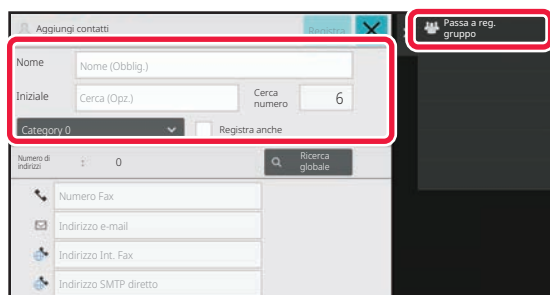 Aggiungi contatti
Registra
Passa a reg.
gruppo
Nome
Nome (Obblig.)
Iniziale
Cerca (Opz.)
Cerca
numero
6
Category 0
Registra anche
Numero di
indirizzi
:
0
Ricerca
globale
Numero Fax
Indirizzo e-mail
Indirizzo Int. Fax
Indirizzo SMTP diretto